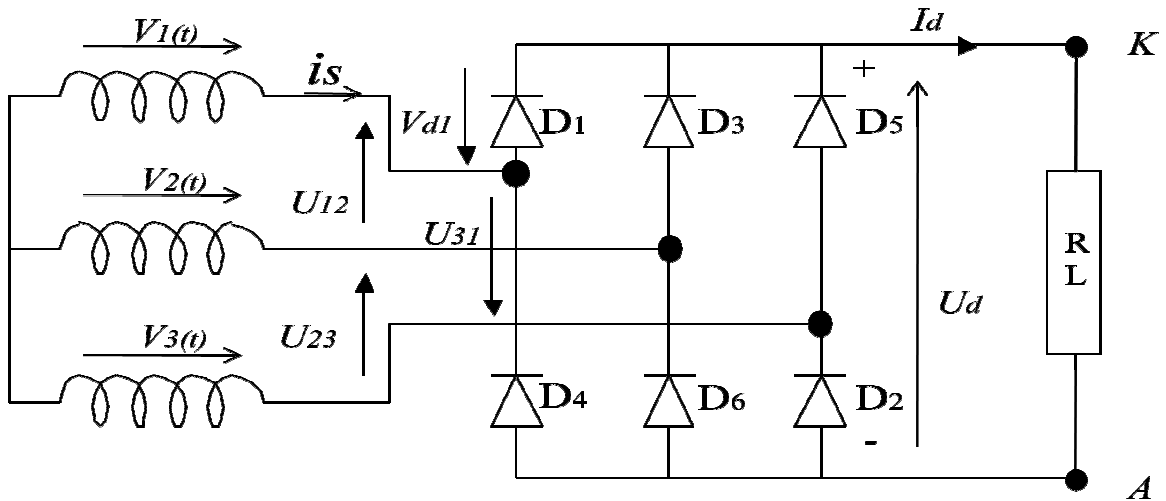 V1(t)
is
Id
K
Vd1
D1
D3
+
D5
V2(t)
U12
U31
R
L
Ud
V3(t)
U23
D4
D6
D2
-
A